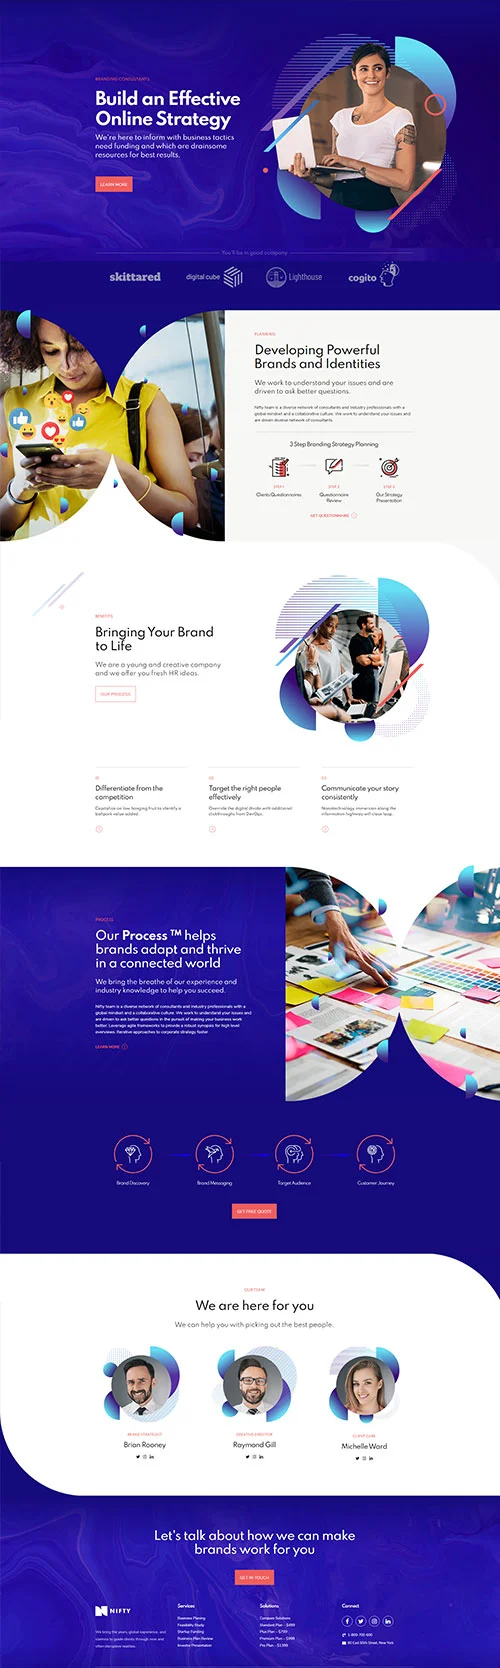 BRANDING CONSULTANTS
Build an Effective
Online Strategy
We're here to inform with business tactics
need funding and which are drainsome
resources for best results.
LEARN MORE
You'll be in good company
skittared
digital cube
Lighthouse
cogito
PLANNING
Developing Powerful
Brands and Identities
We work to understand your issues and are
driven to ask better questions.
Nifty team is a diverse network of consultants and industry professionals with a
global mindset and a collaborative culture. We work to understand your issues and
are driven diverse network of consultants.
3 Step Branding Strategy Planning
STEP 1
STEP 2
STEP 3
Clients Questionnaires
Questionnaire
Review
Our Strategy
Presentation
GET QUESTIONNAIRE
BENEFITS
Bringing Your Brand
to Life
We are a young and creative company
and we offer you fresh HR ideas.
OUR PROCESS
01
Differentiate from the
competition
Capitalize on low hanging fruit to identify a
ballpark value added.
02
Target the right people
effectively
Override the digital divide with additional
clickthroughs from DevOps.
03
Communicate your story
consistently
Nanotechnology immersion along the
information highway will close loop.
PROCESS
Our Process ™ helps
brands adapt and thrive
in a connected world
We bring the breathe of our experience and
industry knowledge to help you succeed.
Nifty team is a diverse network of consultants and industry professionals with a
global mindset and a collaborative culture. We work to understand your issues and
are driven to ask better questions in the pursuit of making your business work
better. Leverage agile frameworks to provide a robust synopsis for high level
overviews. Iterative approaches to corporate strategy foster
LEARN MORE
Brand Discovery
Brand Messaging
Target Audience
Customer Journey
GET FREE QUOTE
OUR TEAM
We are here for you
We can help you with picking out the best people.
BRAND STRATEGIST
Brian Rooney
CREATIVE DIRECTOR
Raymond Gill
CLIENT CARE
Michelle Ward
Let's talk about how we can make
brands work for you
GET IN TOUCH
NIFTY
We bring the years, global experience, and
stamina to guide clients through new and
often disruptive realities.
Services
Business Planing
Feasibility Study
Startup Funding
Business Plan Review
Investor Presentation
Solutions
Compare Solutions
Standard Plan – $499
Plus Plan – $799
Premium Plan – $999
Pro Plan – $1,599
Connect
1-809-700-600
80 East 65th Street, New York